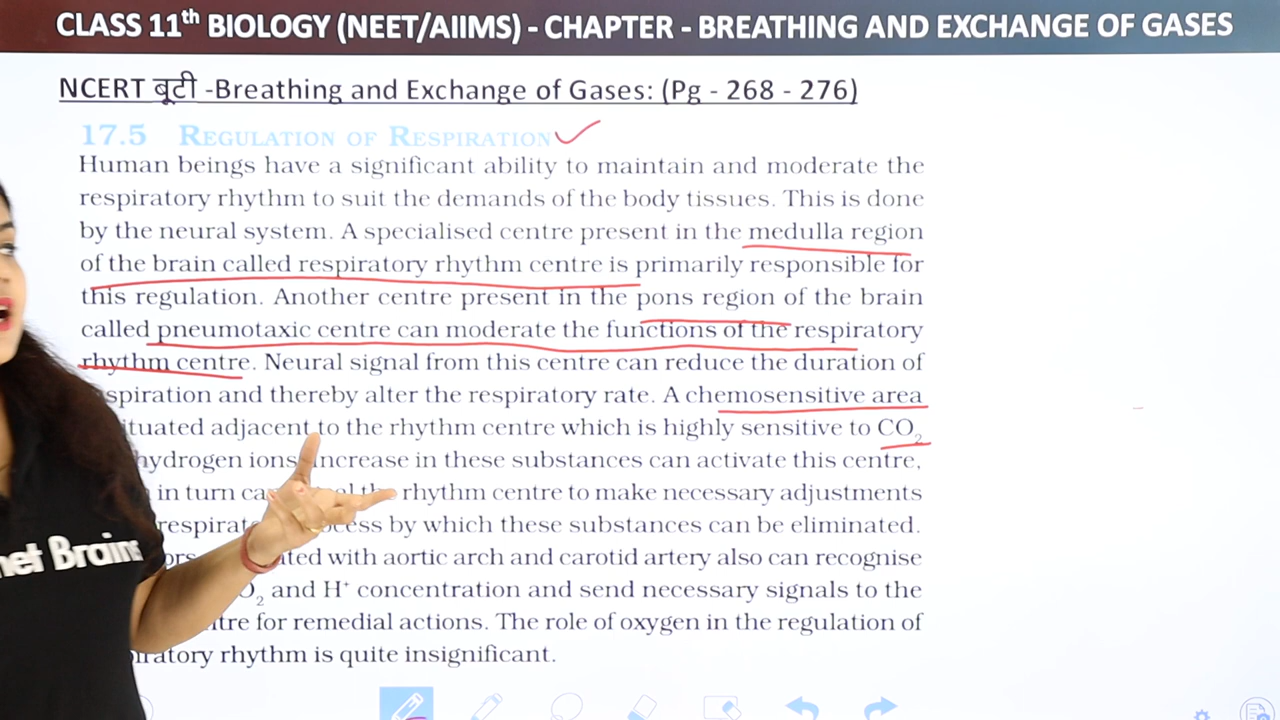 CLASS 11th BIOLOGY (NEET/AIIMS) - CHAPTER - BREATHING AND EXCHANGE OF GASES
NCERT बूटी -Breathing and Exchange of Gases: (Pg - 268 - 276)
17.5 REGULATION OF RESPIRATION
Human beings have a significant ability to maintain and moderate the
respiratory rhythm to suit the demands of the body tissues. This is done
by the neural system. A specialised centre present in the medulla region
of the brain called respiratory rhythm centre is primarily responsible for
this regulation. Another centre present in the pons region of the brain
called pneumotaxic centre can moderate the functions of the respiratory
rhythm centre. Neural signal from this centre can reduce the duration of
spiration and thereby alter the respiratory rate. A chemosensitive area
ituated adjacent to the rhythm centre which is highly sensitive to CO2
hydrogen ions. Increase in these substances can activate this centre,
in turn can the rhythm centre to make necessary adjustments
respirat cess by which these substances can be eliminated.
ors ated with aortic arch and carotid artery also can recognise
O2 and H+ concentration and send necessary signals to the
tre for remedial actions. The role of oxygen in the regulation of
iratory rhythm is quite insignificant.
net Brains